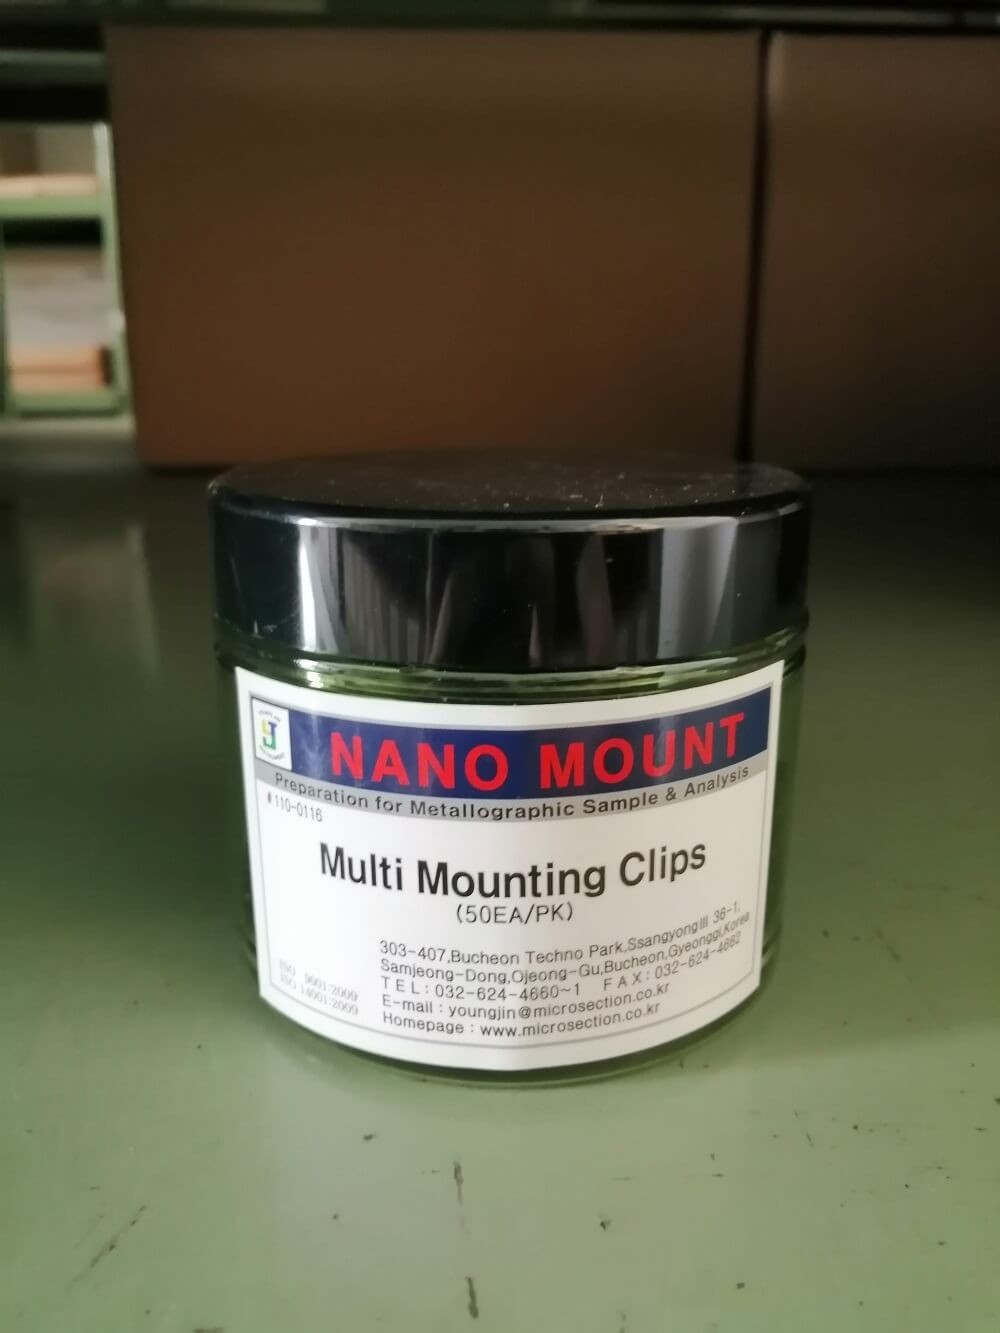 NANO MOUNT
Preparation for Metallographic Sample & Analysis
#110-0116
Multi Mounting Clips
(50EA/PK)
303-407,Bucheon Techno Park,SsangyongⅢ 36-1,
Samjeong-Dong,Ojeong-Gu,Bucheon,Gyeonggi,Korea
TEL:032-624-4660~1 FAX:032-624-4662
E-mail : youngjin@microsection.co.kr
Homepage : www.microsection.co.kr
ISO 9001:2009
ISO 14001:2009